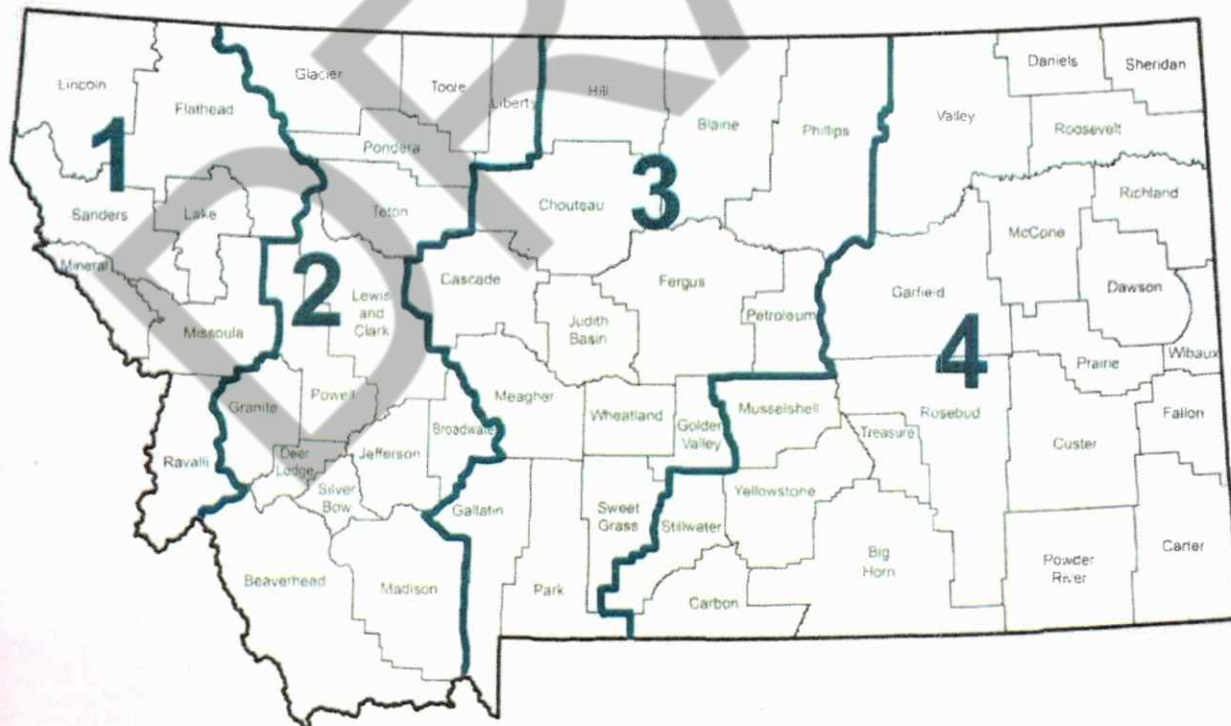 DRA
Lincoln
Flathead
Glacier
Toole
Liberty
Hill
Blaine
Phillips
Valley
Daniels
Sheridan
Roosevelt
1
Pondera
3
Sanders
Lake
Teton
Chouteau
Richland
McCone
Mineral
2
Lewis
and
Clark
Cascade
Fergus
Garfield
Dawson
Missoula
Judith
Basin
Petroleum
4
Prairie
Wibaux
Granite
Powell
Broadwater
Meagher
Wheatland
Golden
Valley
Musselshell
Treasure
Rosebud
Custer
Fallon
Ravalli
Deer
Lodge
Jefferson
Silver
Bow
Gallatin
Sweet
Grass
Stillwater
Yellowstone
Beaverhead
Madison
Park
Carbon
Big
Horn
Powder
River
Carter